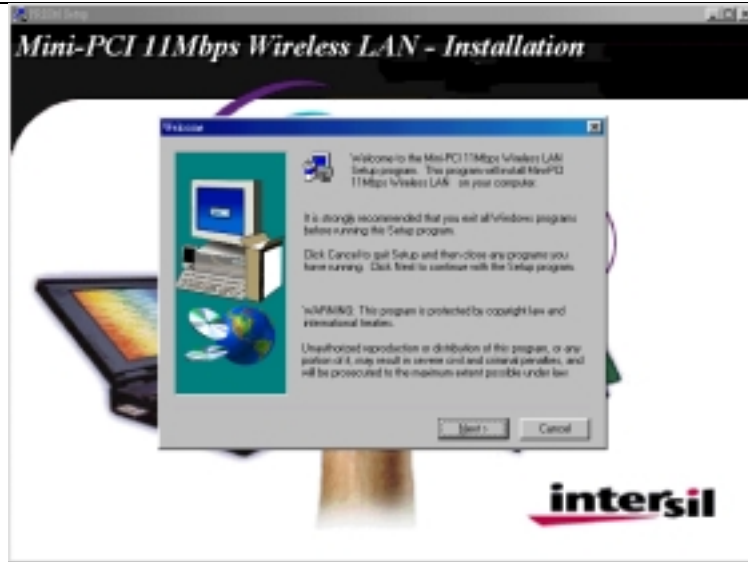 PRISM Setup
Mini-PCI 11Mbps Wireless LAN - Installation
Welcome
Welcome to the Mini-PCI 11Mbps Wireless LAN
Setup program. This program will install Mini-PCI
11Mbps Wireless LAN on your computer.
It is strongly recommended that you exit all Windows programs
before running this Setup program.
Click Cancel to quit Setup and then close any programs you
have running. Click Next to continue with the Setup program.
WARNING: This program is protected by copyright law and
international treaties.
Unauthorized reproduction or distribution of this program, or any
portion of it, may result in severe civil and criminal penalties, and
will be prosecuted to the maximum extent possible under law.
Next >
Cancel
intersil